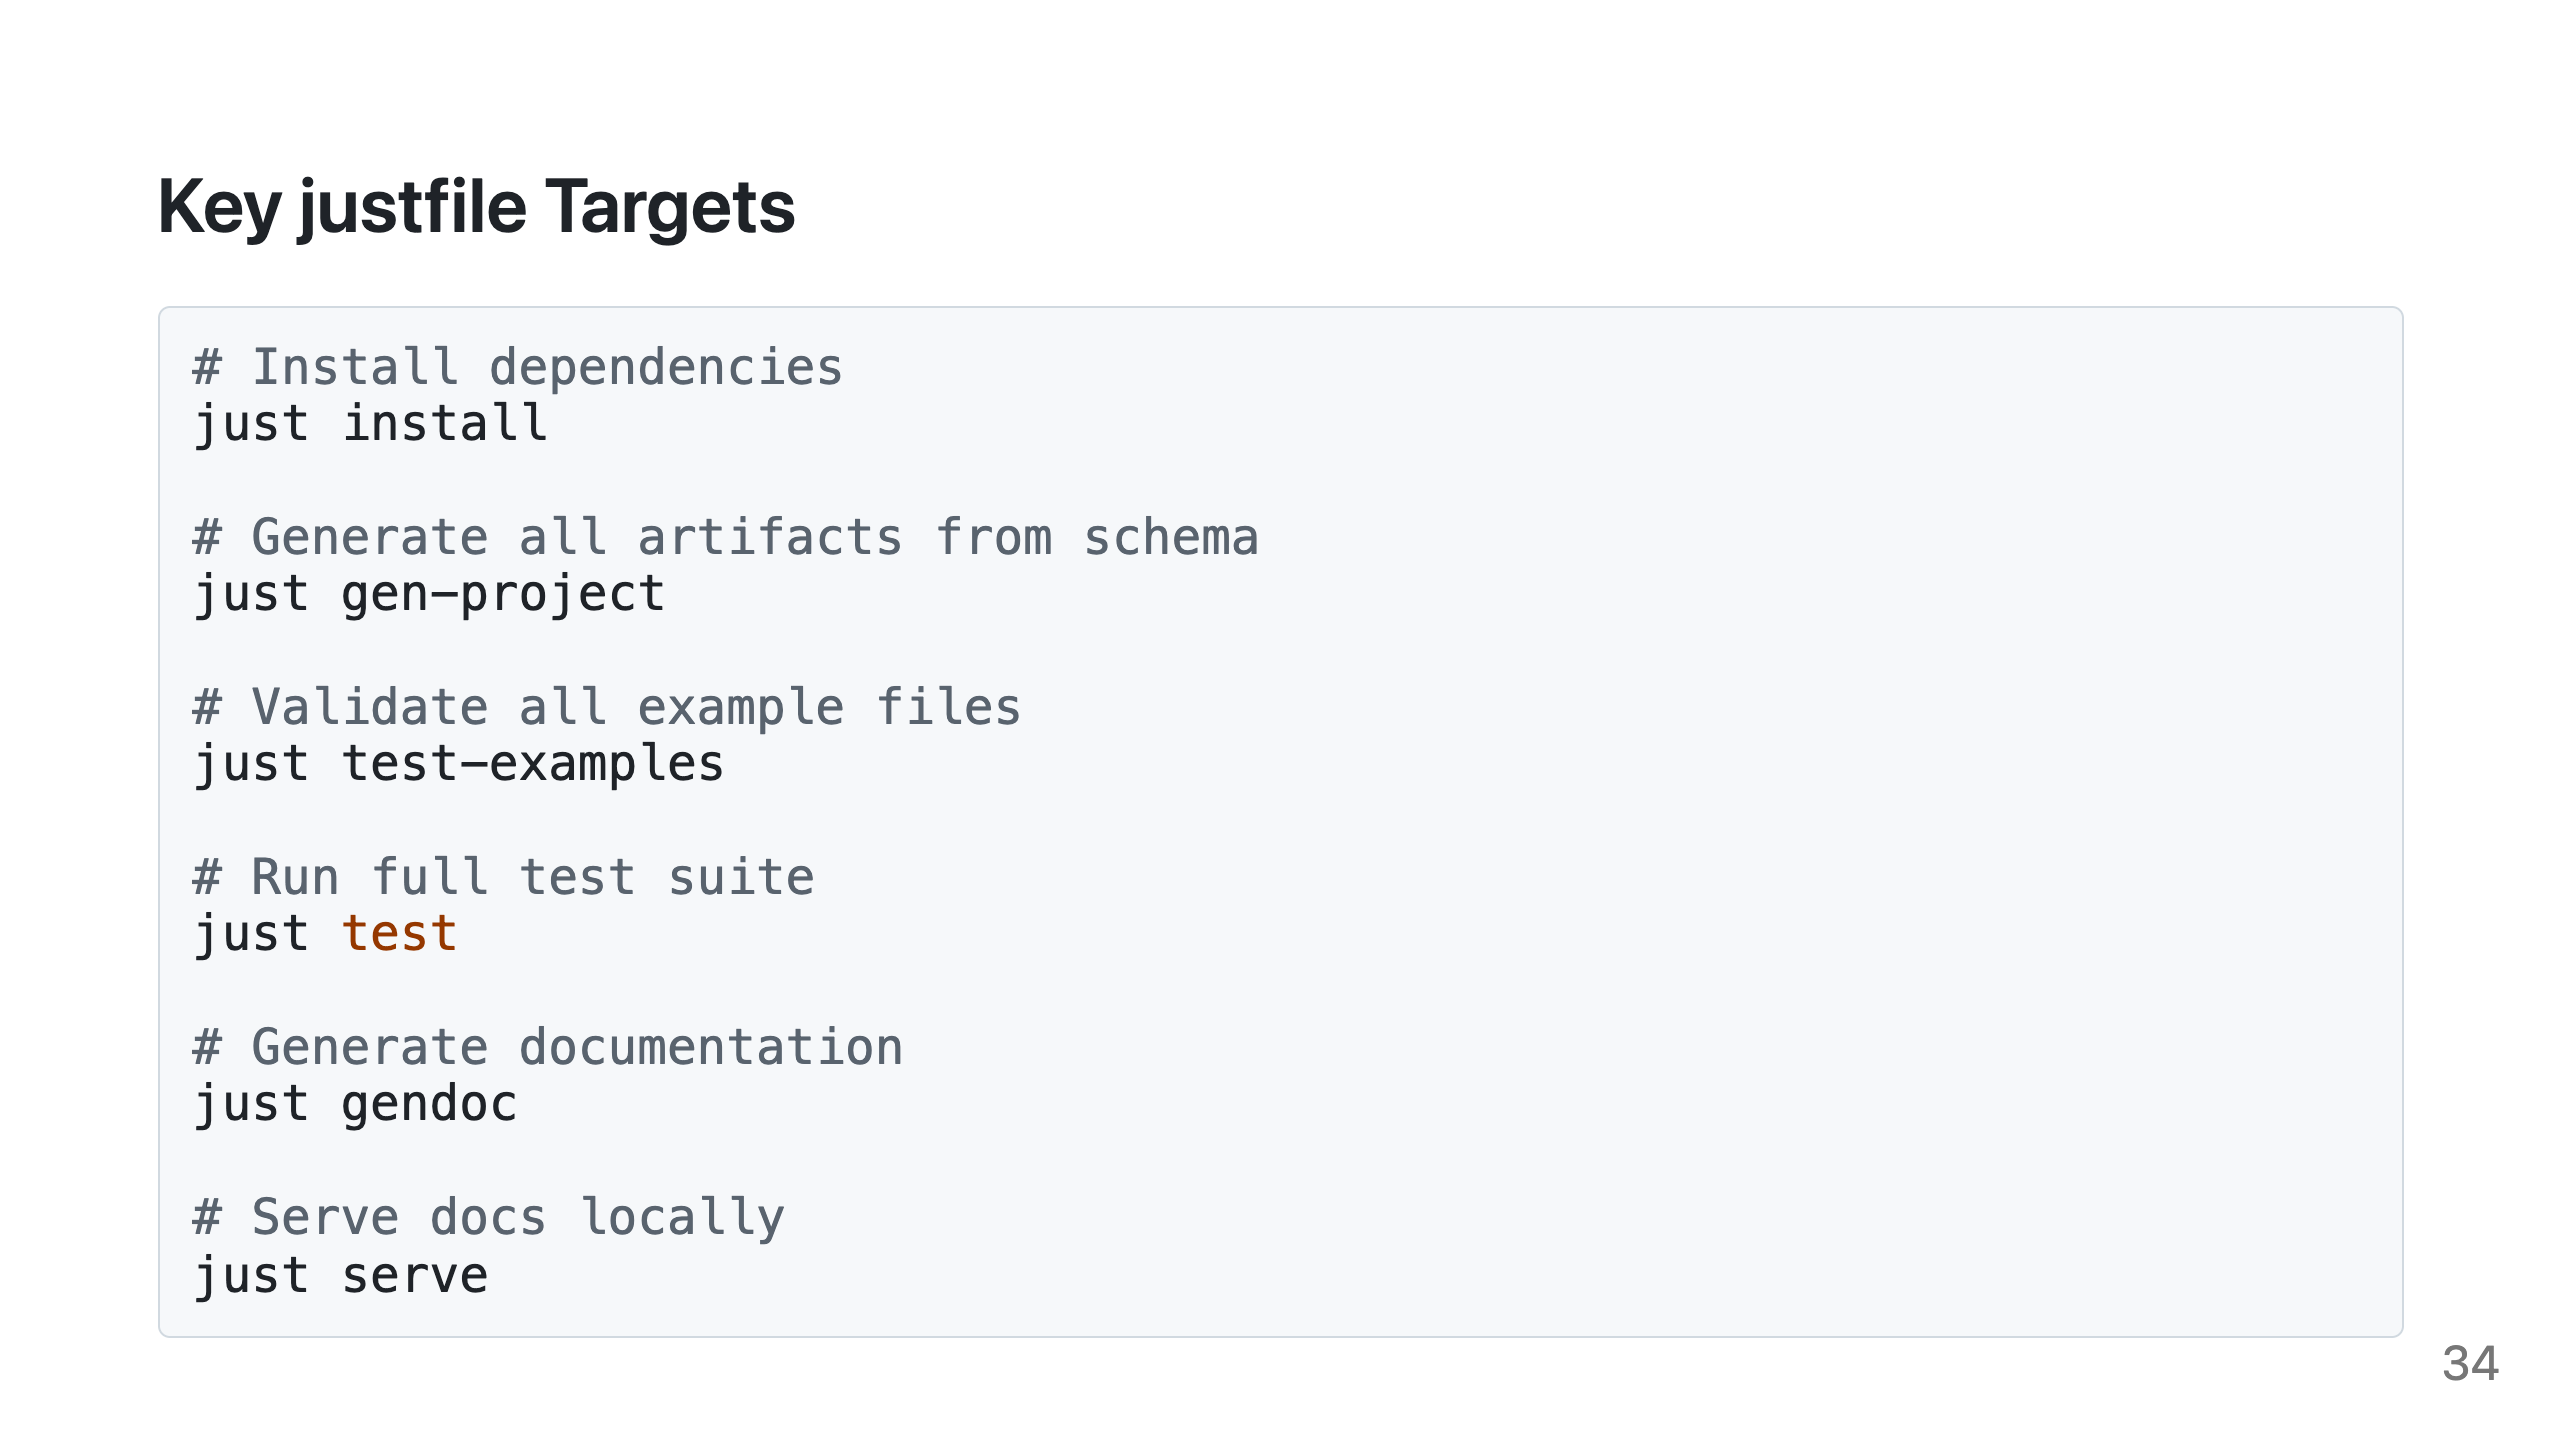 Key justfile Targets
# Install dependencies
just install
# Generate all artifacts from schema
just gen-project
# Validate all example files
just test-examples
# Run full test suite
just test
# Generate documentation
just gendoc
# Serve docs locally
just serve
34